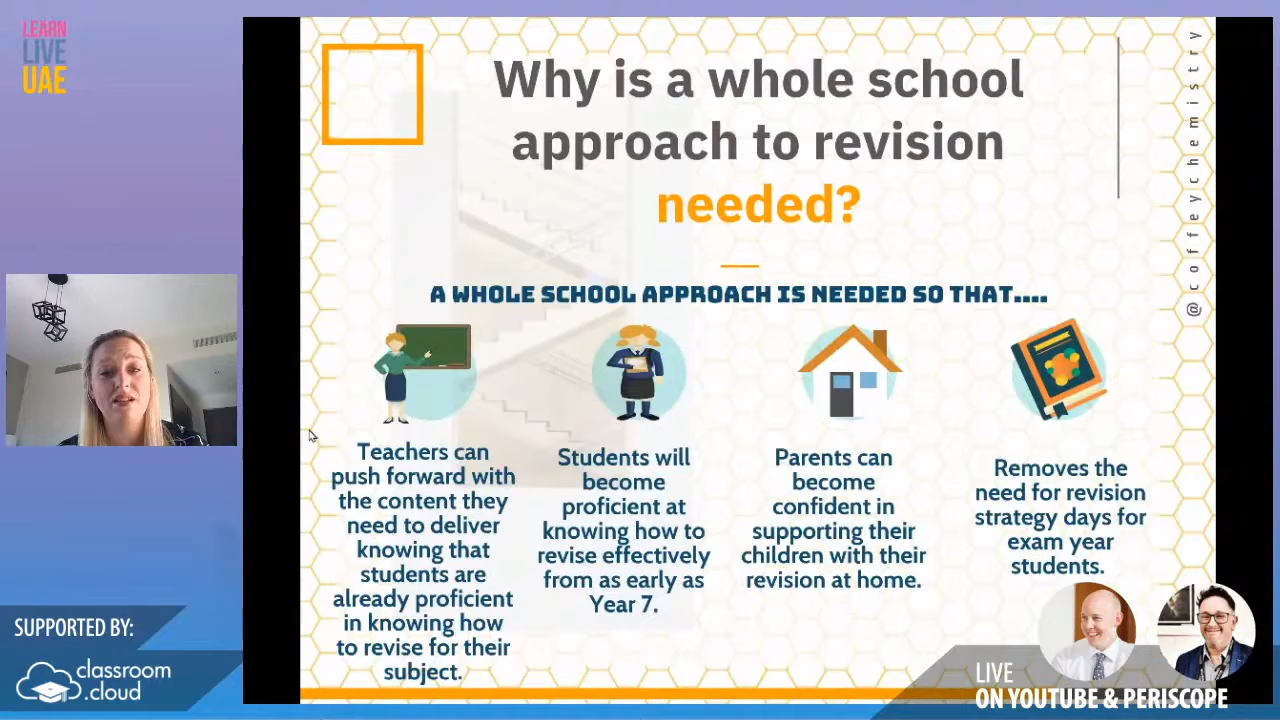 LEARN
LIVE
UAE
Why is a whole school
approach to revision
needed?
@coffeychemistry
A WHOLE SCHOOL APPROACH IS NEEDED SO THAT....
Teachers can
push forward with
the content they
need to deliver
knowing that
students are
already proficient
in knowing how
to revise for their
subject.
Students will
become
proficient at
knowing how to
revise effectively
from as early as
Year 7.
Parents can
become
confident in
supporting their
children with their
revision at home.
Removes the
need for revision
strategy days for
exam year
students.
SUPPORTED BY:
classroom
.cloud
LIVE
ON YOUTUBE & PERISCOPE